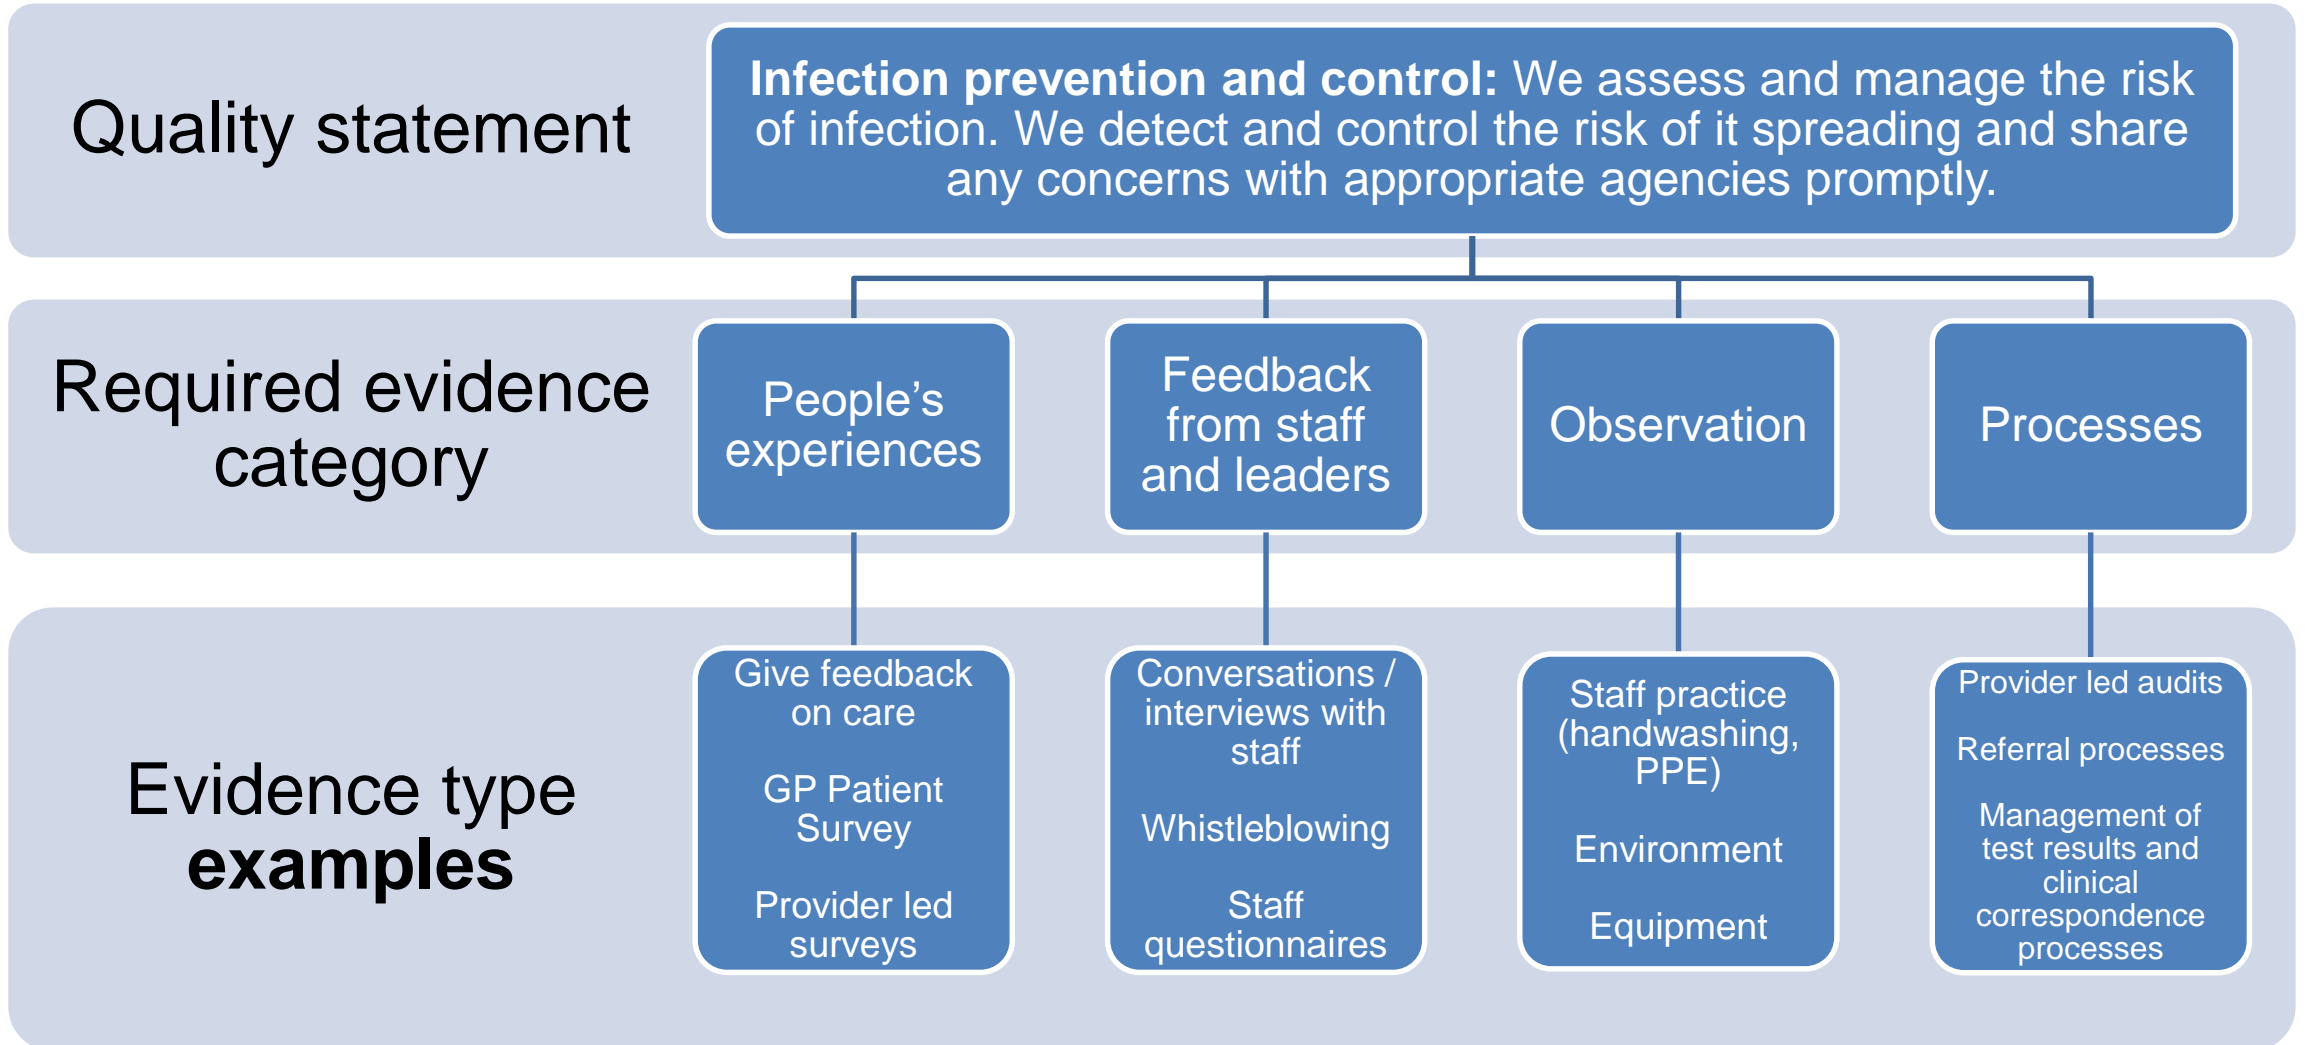 Quality statement
Infection prevention and control: We assess and manage the risk
of infection. We detect and control the risk of it spreading and share
any concerns with appropriate agencies promptly.
Required evidence
category
People’s
experiences
Feedback
from staff
and leaders
Observation
Processes
Evidence type
examples
Give feedback
on care
GP Patient
Survey
Provider led
surveys
Conversations /
interviews with
staff
Whistleblowing
Staff
questionnaires
Staff practice
(handwashing,
PPE)
Environment
Equipment
Provider led audits
Referral processes
Management of
test results and
clinical
correspondence
processes